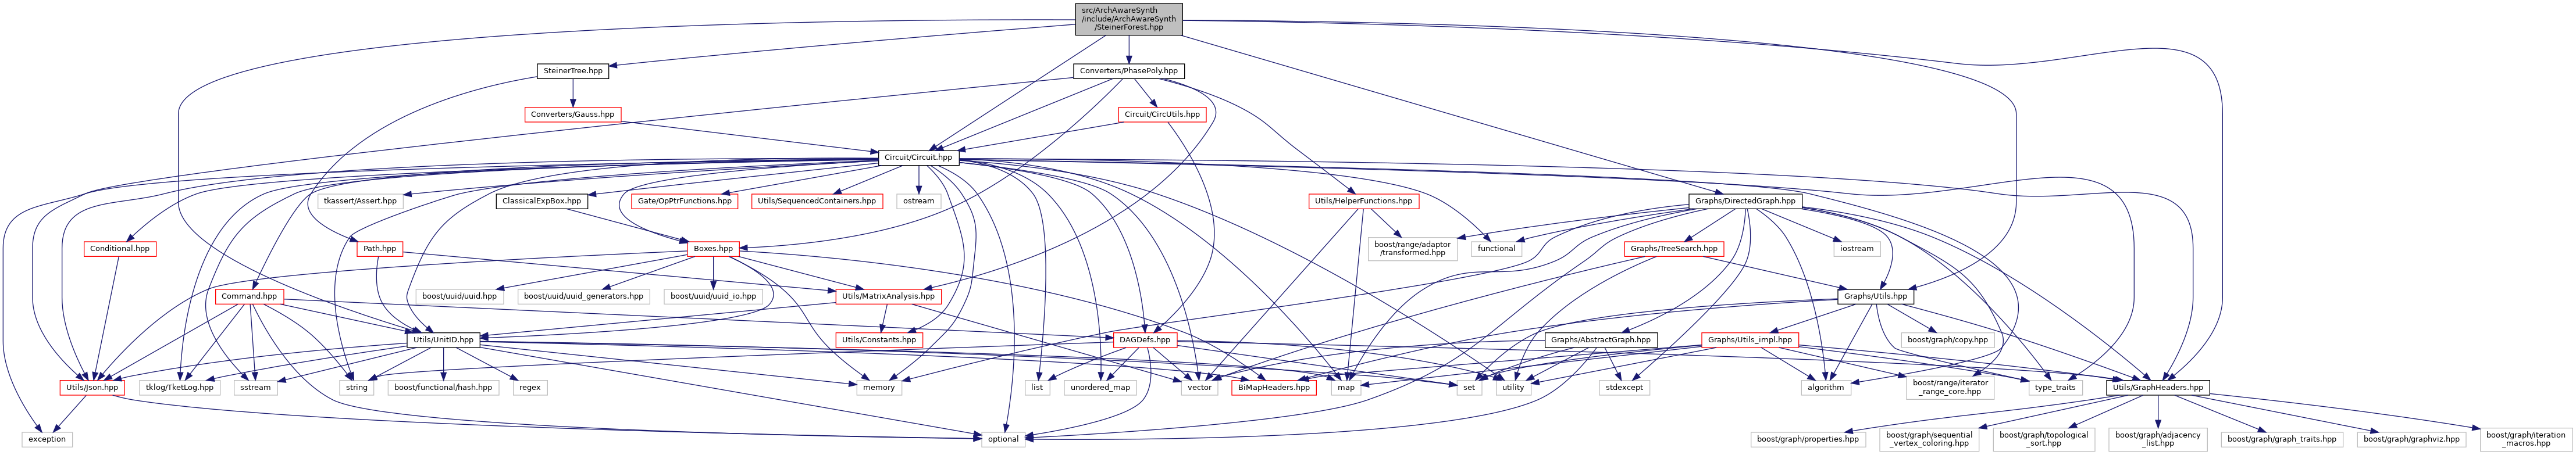 src/ArchAwareSynth
/include/ArchAwareSynth
/SteinerForest.hpp
SteinerTree.hpp
Converters/PhasePoly.hpp
Converters/Gauss.hpp
Circuit/CircUtils.hpp
Circuit/Circuit.hpp
tkassert/Assert.hpp
ClassicalExpBox.hpp
Gate/OpPtrFunctions.hpp
Utils/SequencedContainers.hpp
ostream
Utils/HelperFunctions.hpp
Graphs/DirectedGraph.hpp
Conditional.hpp
Path.hpp
Boxes.hpp
boost/range/adaptor
/transformed.hpp
functional
Graphs/TreeSearch.hpp
iostream
Command.hpp
boost/uuid/uuid.hpp
boost/uuid/uuid_generators.hpp
boost/uuid/uuid_io.hpp
Utils/MatrixAnalysis.hpp
Graphs/Utils.hpp
Utils/UnitID.hpp
Utils/Constants.hpp
DAGDefs.hpp
Graphs/AbstractGraph.hpp
Graphs/Utils_impl.hpp
boost/graph/copy.hpp
Utils/Json.hpp
tklog/TketLog.hpp
sstream
string
boost/functional/hash.hpp
regex
memory
list
unordered_map
vector
BiMapHeaders.hpp
map
set
utility
stdexcept
algorithm
boost/range/iterator
_range_core.hpp
type_traits
Utils/GraphHeaders.hpp
exception
optional
boost/graph/properties.hpp
boost/graph/sequential
_vertex_coloring.hpp
boost/graph/topological
_sort.hpp
boost/graph/adjacency
_list.hpp
boost/graph/graph_traits.hpp
boost/graph/graphviz.hpp
boost/graph/iteration
_macros.hpp